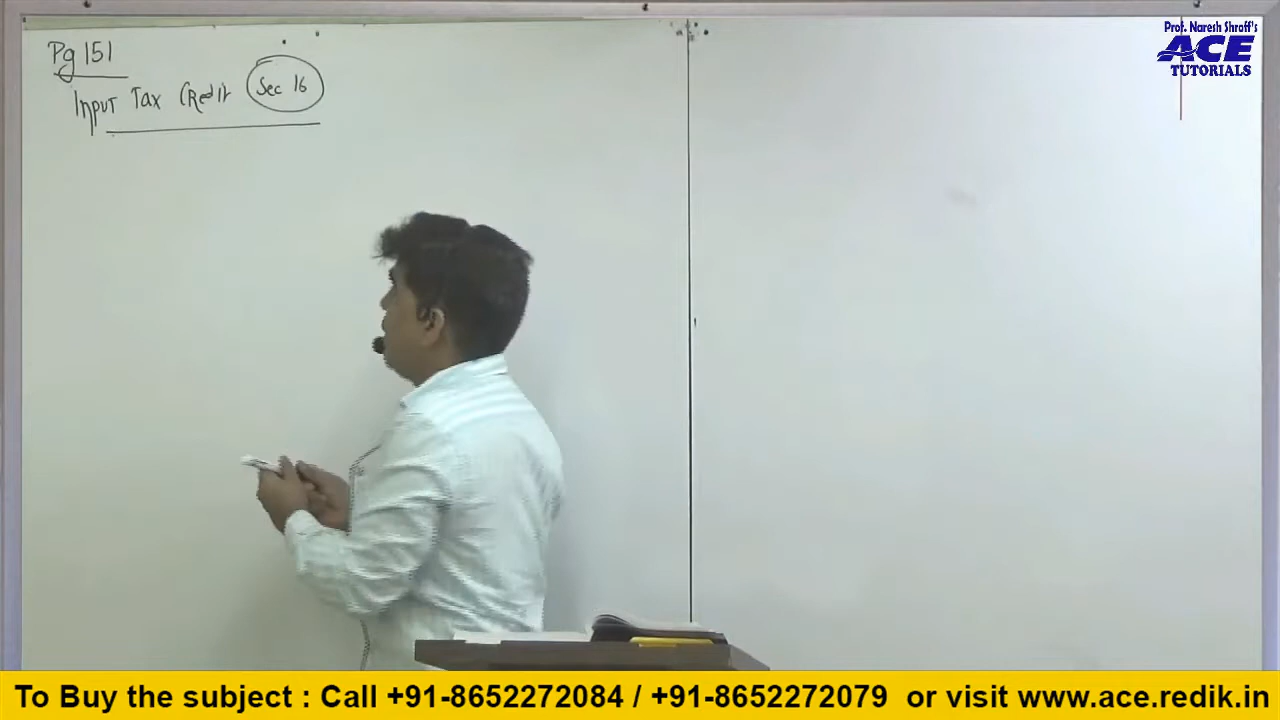 Pg 151
Input Tax Credit Sec 16
Prof. Naresh Shroff's
ACE
TUTORIALS
To Buy the subject : Call +91-8652272084 / +91-8652272079 or visit www.ace.redik.in